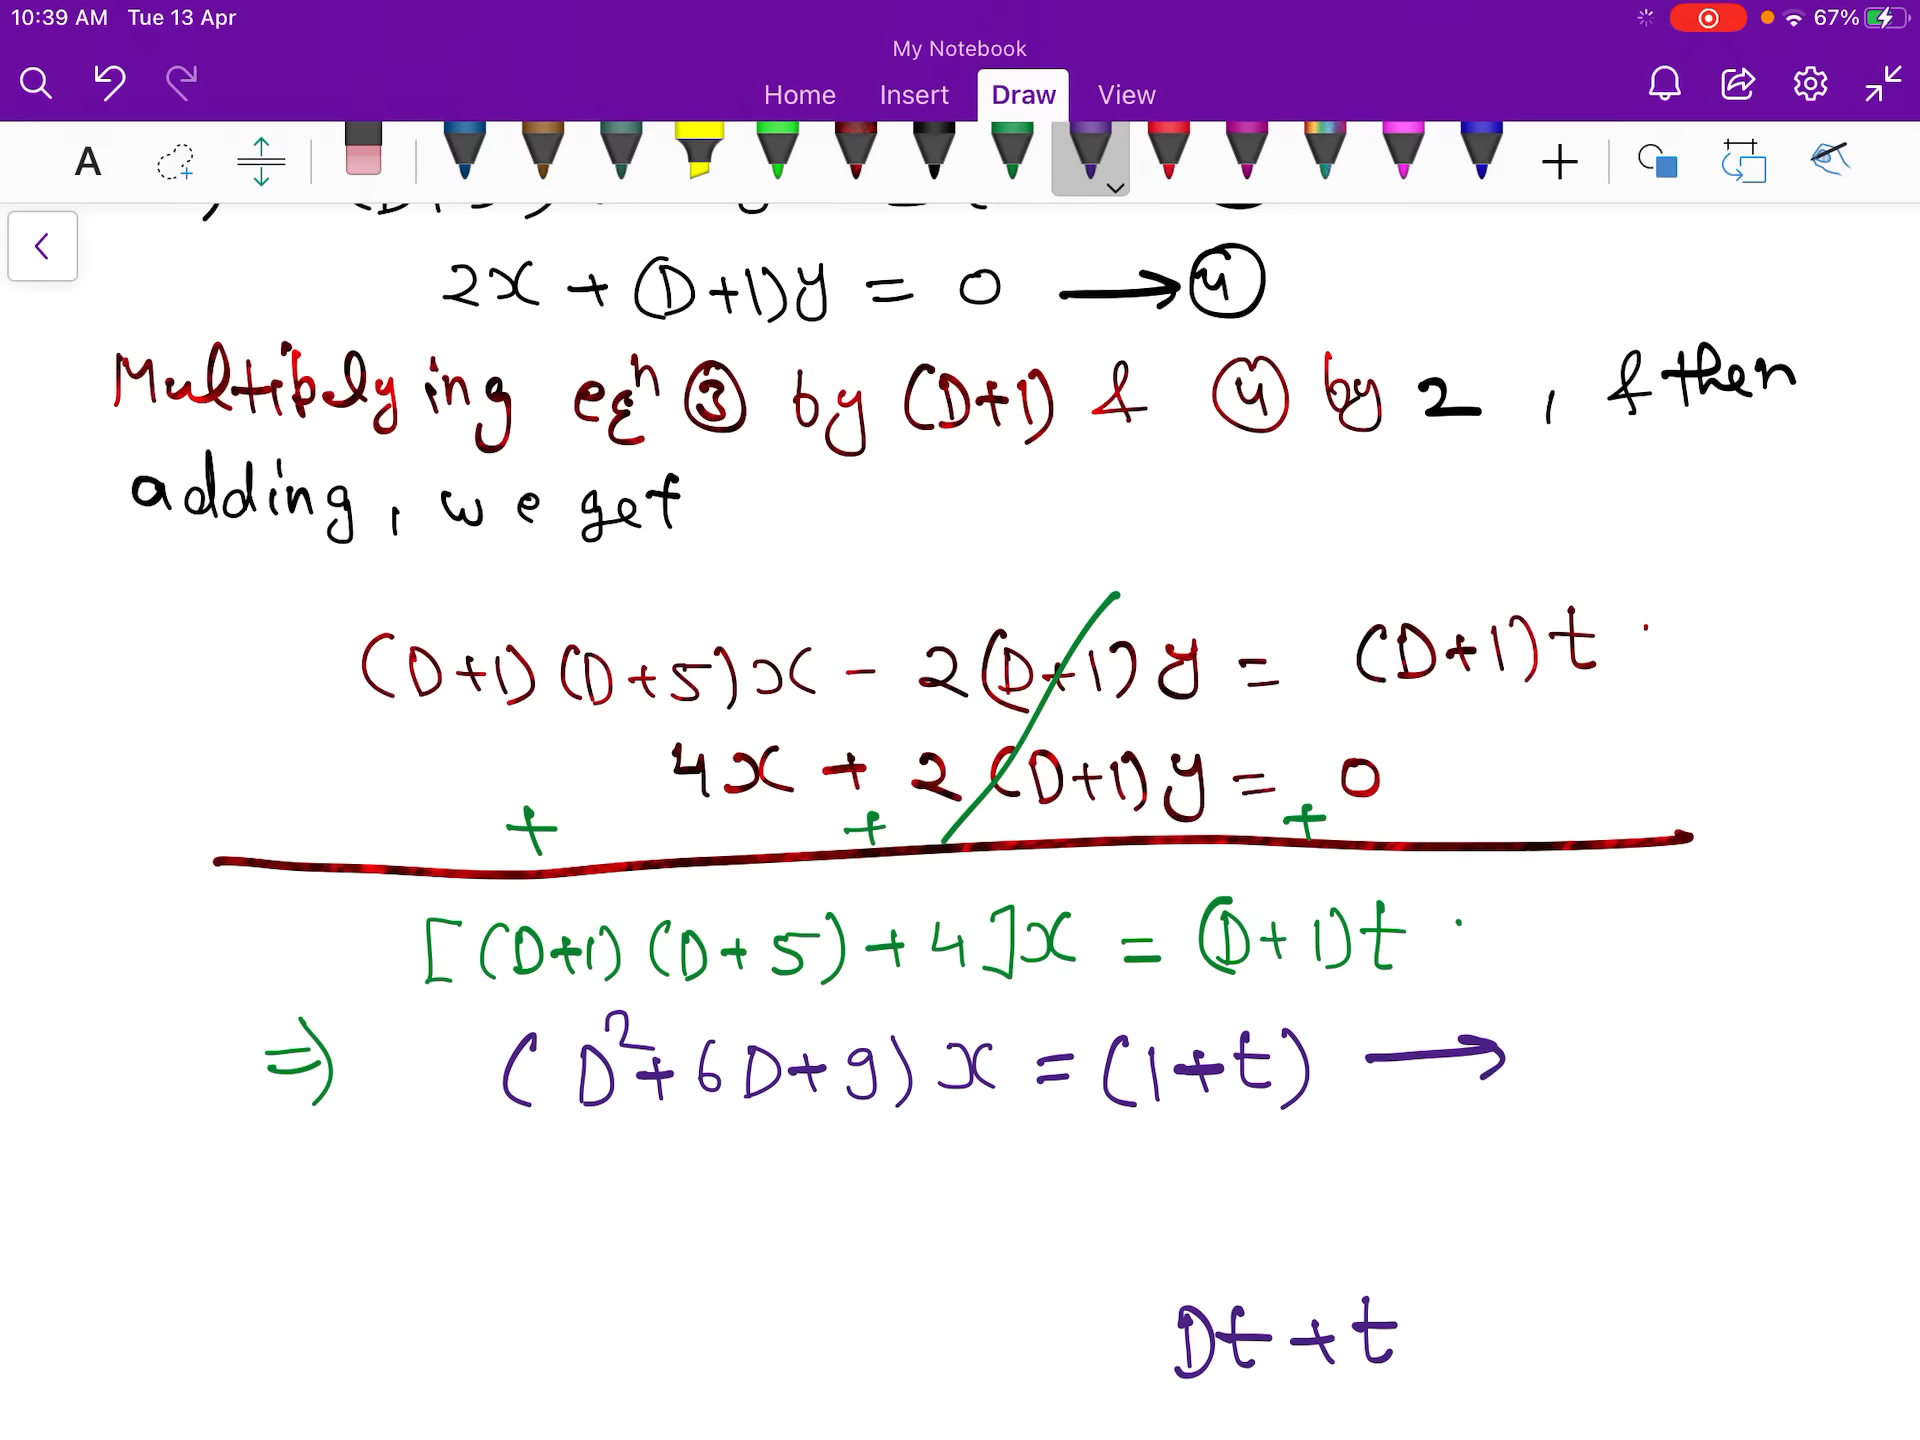 10:39 AM Tue 13 Apr
67%
My Notebook
Home Insert Draw View
A
2x + (D+1)y = 0 → ④
Multiplying eqⁿ ③ by (D+1) & ④ by 2 , & then
adding, we get
(D+1)(D+5)x - 2(D+1)y = (D+1)t
4x + 2(D+1)y = 0
+ + +
[(D+1)(D+5)+4]x = (D+1)t
⇒ (D²+6D+9)x = (1+t) →
Dt + t